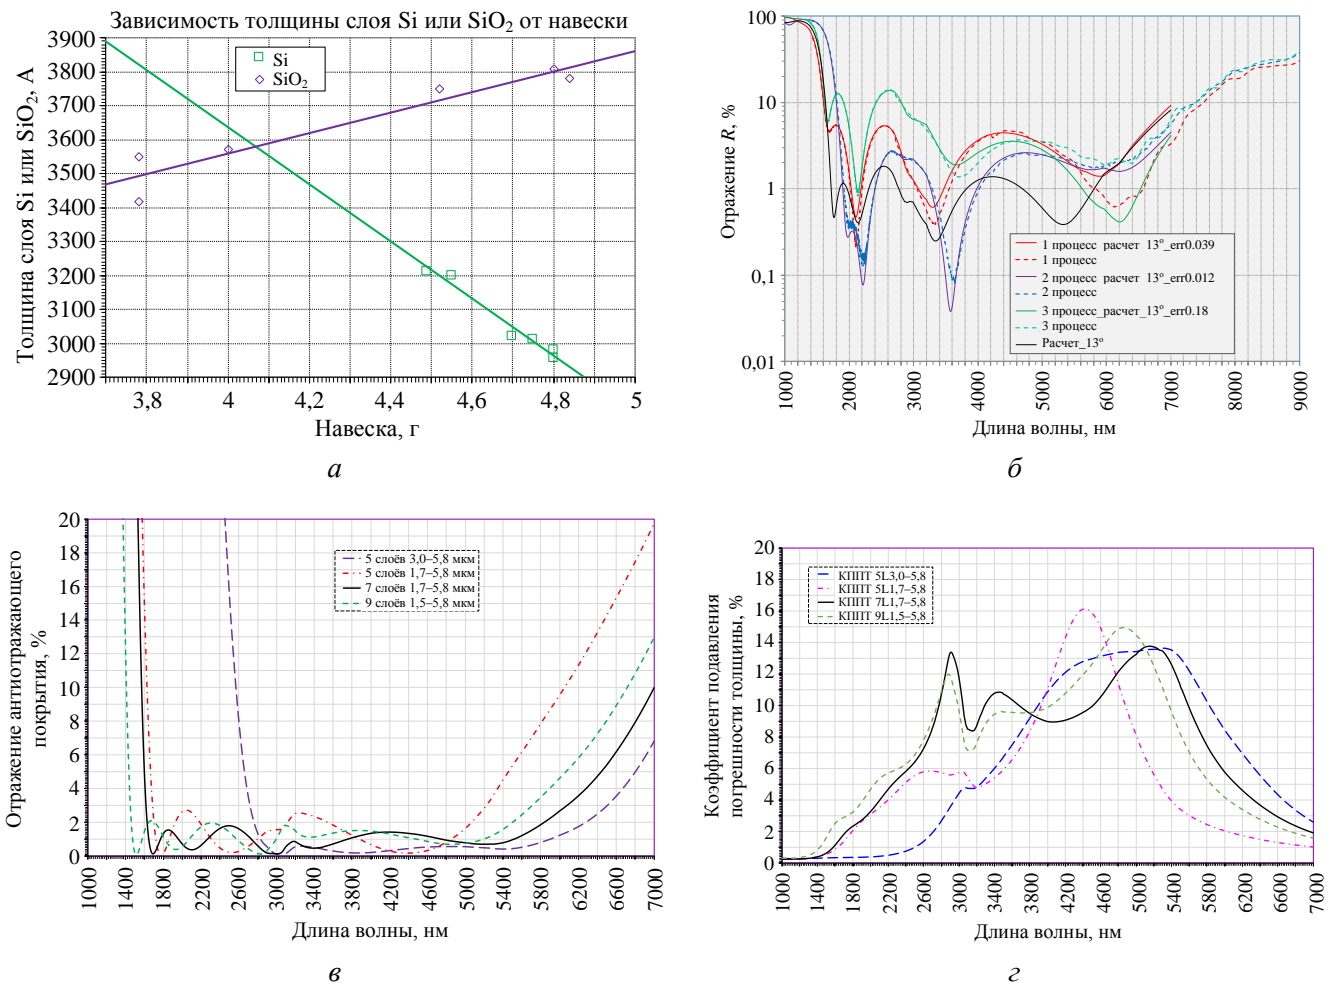 Зависимость толщины слоя Si или SiO₂ от навески
Толщина слоя Si или SiO₂, A
3900
3800
3700
3600
3500
3400
3300
3200
3100
3000
2900
Si
SiO₂
3,8
4
4,2
4,4
4,6
4,8
5
Навеска, г
а
Отражение R, %
100
10
1
0,1
0,01
1 процесс расчет 13°_err0.039
1 процесс
2 процесс расчет 13°_err0.012
2 процесс
3 процесс_расчет_13°_err0.18
3 процесс
Расчет_13°
1000
2000
3000
4000
5000
6000
7000
8000
9000
Длина волны, нм
б
Отражение антиотражающего
покрытия, %
20
18
16
14
12
10
8
6
4
2
0
5 слоёв 3,0–5,8 мкм
5 слоёв 1,7–5,8 мкм
7 слоёв 1,7–5,8 мкм
9 слоёв 1,5–5,8 мкм
1000
1400
1800
2200
2600
3000
3400
3800
4200
4600
5000
5400
5800
6200
6600
7000
Длина волны, нм
в
Коэффициент подавления
погрешности толщины, %
20
18
16
14
12
10
8
6
4
2
0
КППТ 5L3,0–5,8
КППТ 5L1,7–5,8
КППТ 7L1,7–5,8
КППТ 9L1,5–5,8
1000
1400
1800
2200
2600
3000
3400
3800
4200
4600
5000
5400
5800
6200
6600
7000
Длина волны, нм
г